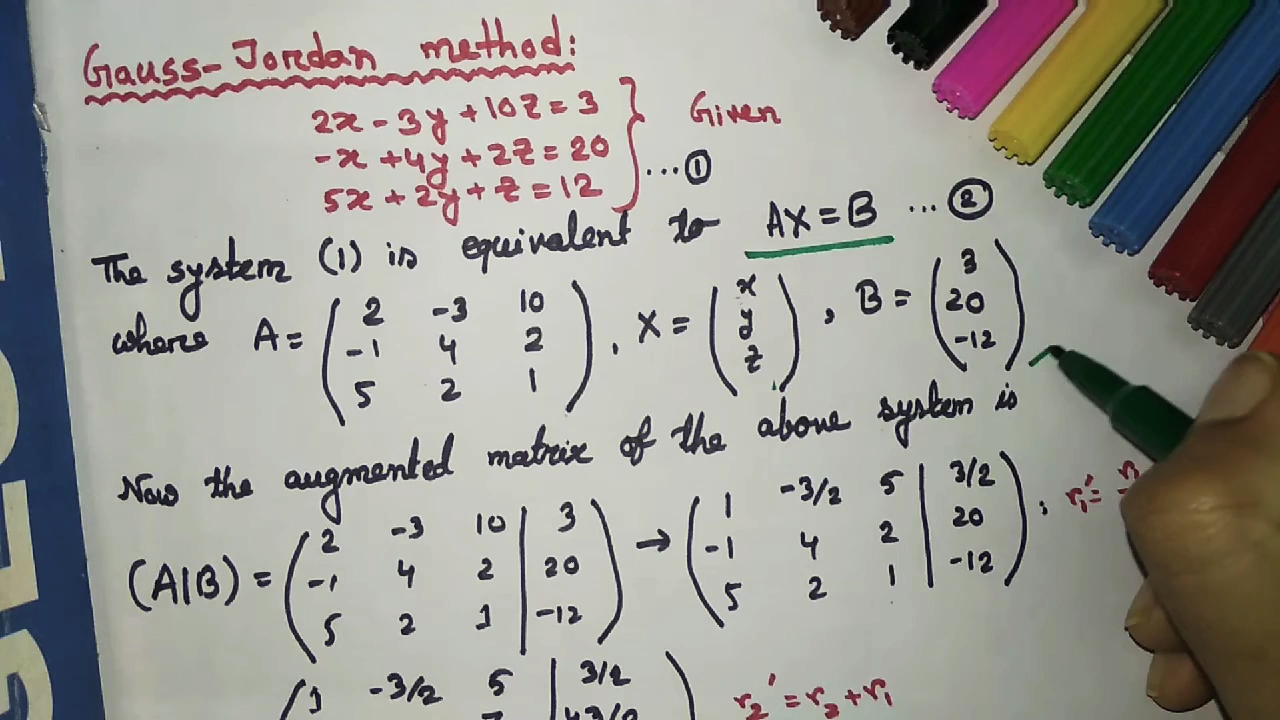 Gauss-Jordan method:
2x - 3y + 10z = 3
-x + 4y + 2z = 20
5x + 2y + z = 12
Given
...①
The system (1) is equivalent to AX = B ...②
where A = (2 -3 10 / -1 4 2 / 5 2 1), X = (x / y / z), B = (3 / 20 / -12)
Now the augmented matrix of the above system is
(A|B) = (2 -3 10 | 3 / -1 4 2 | 20 / 5 2 1 | -12) → (1 -3/2 5 | 3/2 / -1 4 2 | 20 / 5 2 1 | -12), r₁' =
(1 -3/2 5 | 3/2
r₂' = r₂ + r₁